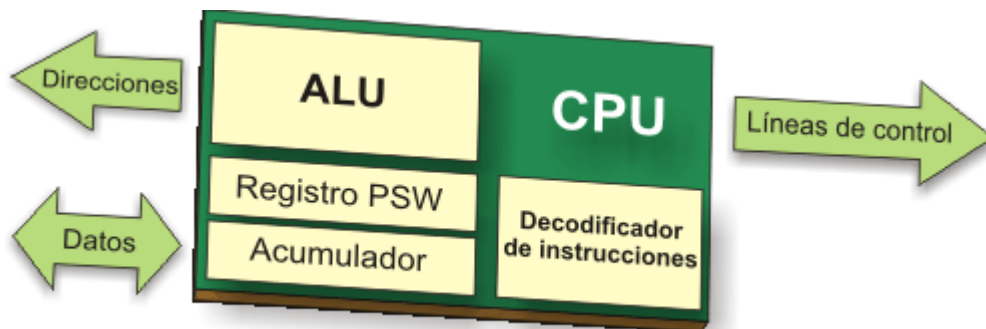 Direcciones
Datos
ALU
Registro PSW
Acumulador
CPU
Decodificador
de instrucciones
Líneas de control